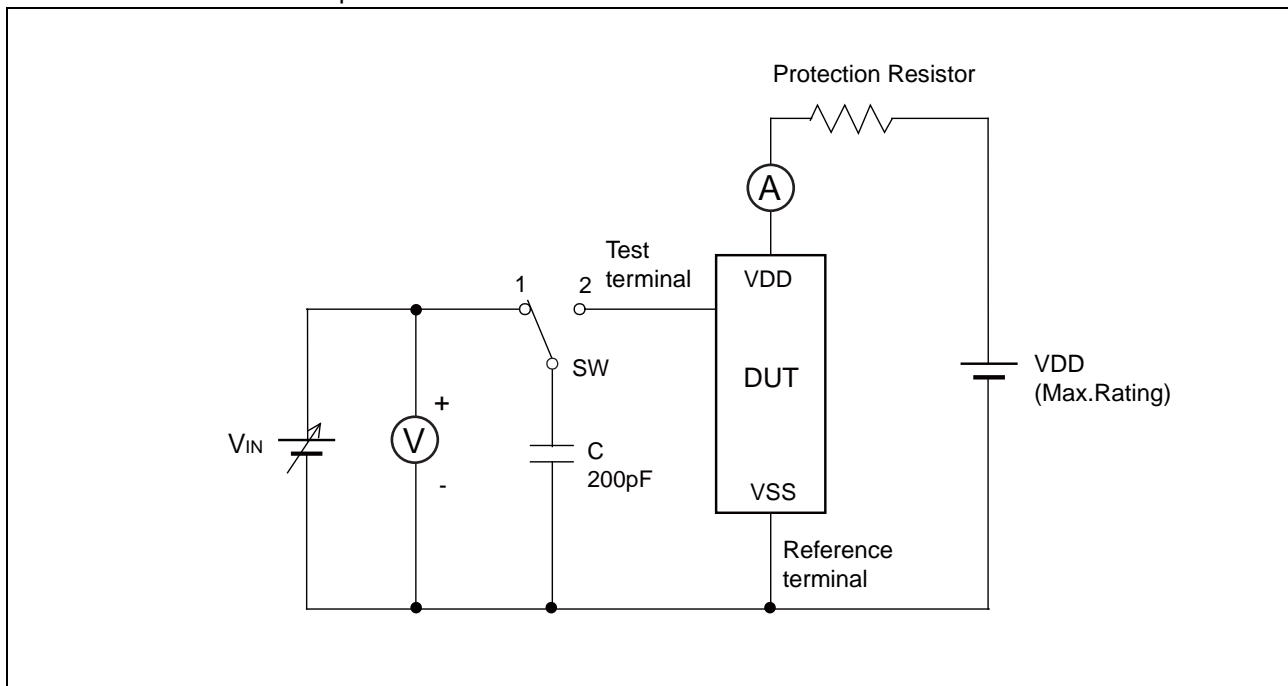 Protection Resistor
A
Test
terminal
VDD
1
2
SW
DUT
VDD
(Max.Rating)
+
V
-
VIN
C
200pF
VSS
Reference
terminal